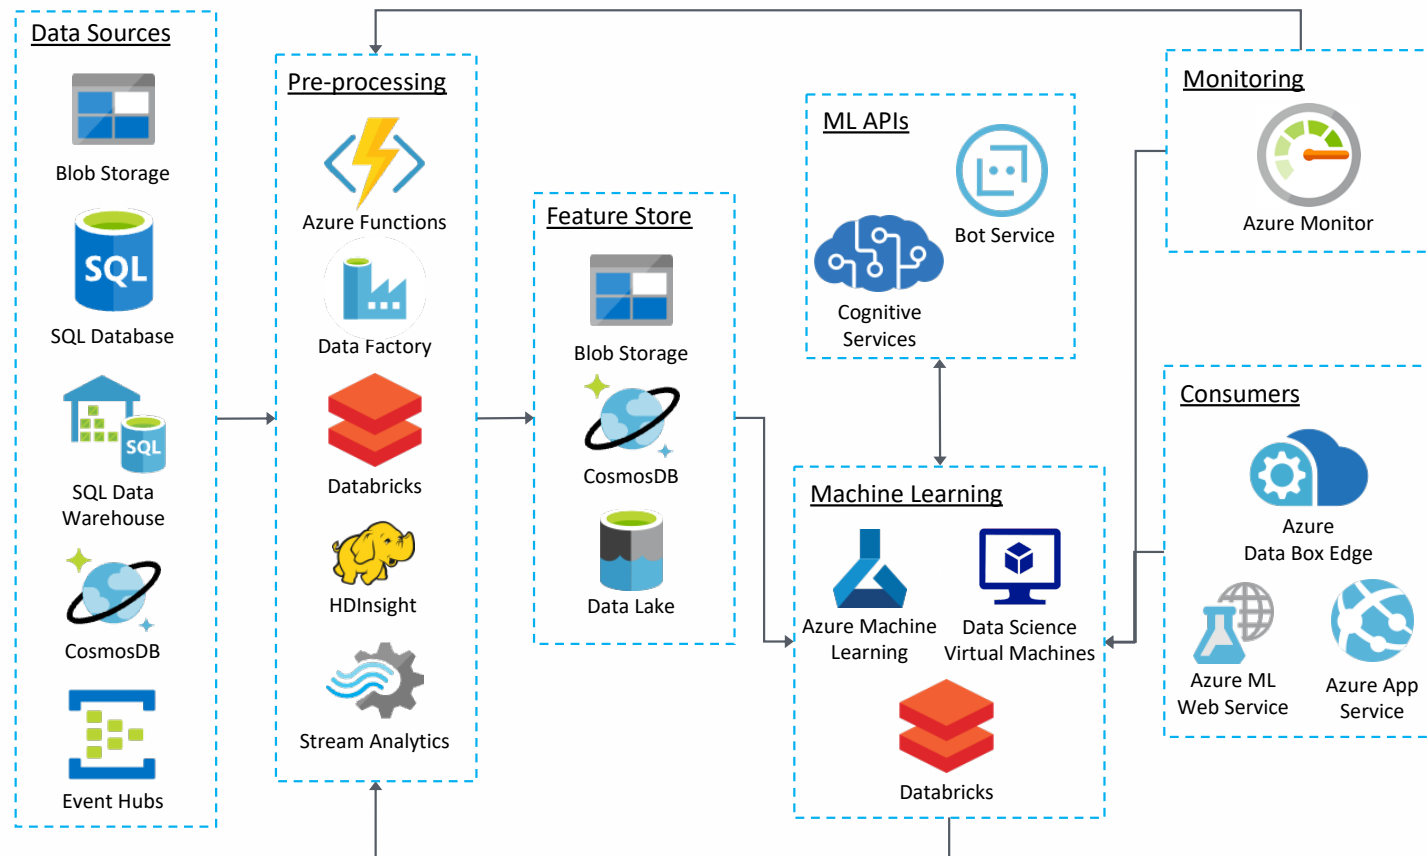 Data Sources
Blob Storage
SQL
SQL Database
SQL
SQL Data
Warehouse
CosmosDB
Event Hubs
Pre-processing
Azure Functions
Data Factory
Databricks
HDInsight
Stream Analytics
Feature Store
Blob Storage
CosmosDB
Data Lake
ML APIs
Bot Service
Cognitive
Services
Machine Learning
Azure Machine
Learning
Data Science
Virtual Machines
Databricks
Monitoring
Azure Monitor
Consumers
Azure
Data Box Edge
Azure ML
Web Service
Azure App
Service